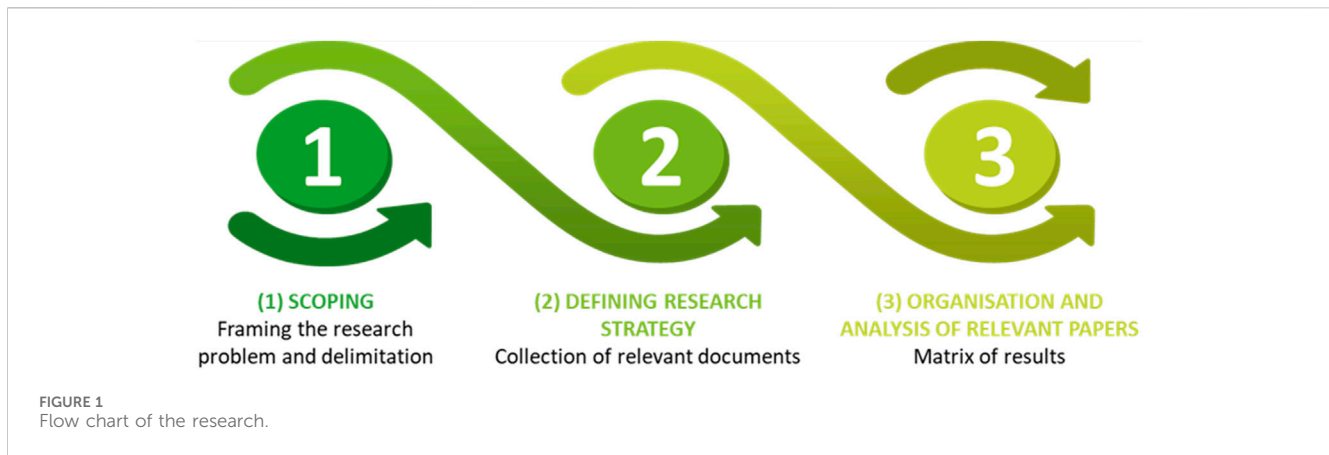 1
2
3
(1) SCOPING
Framing the research
problem and delimitation
(2) DEFINING RESEARCH
STRATEGY
Collection of relevant documents
(3) ORGANISATION AND
ANALYSIS OF RELEVANT PAPERS
Matrix of results
FIGURE 1
Flow chart of the research.